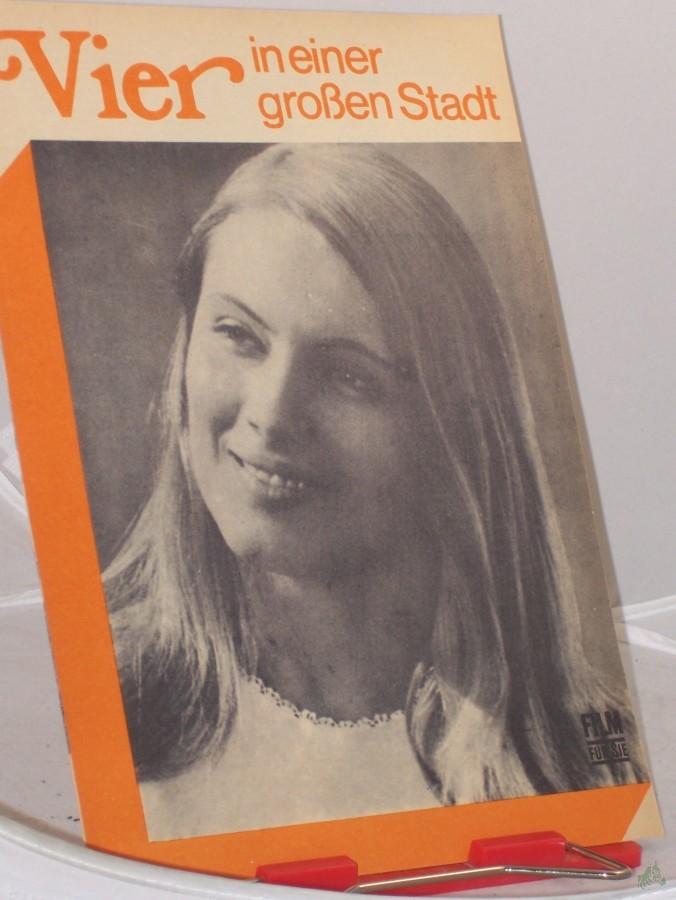 Vier in einer
großen Stadt
FILM
FÜR SIE